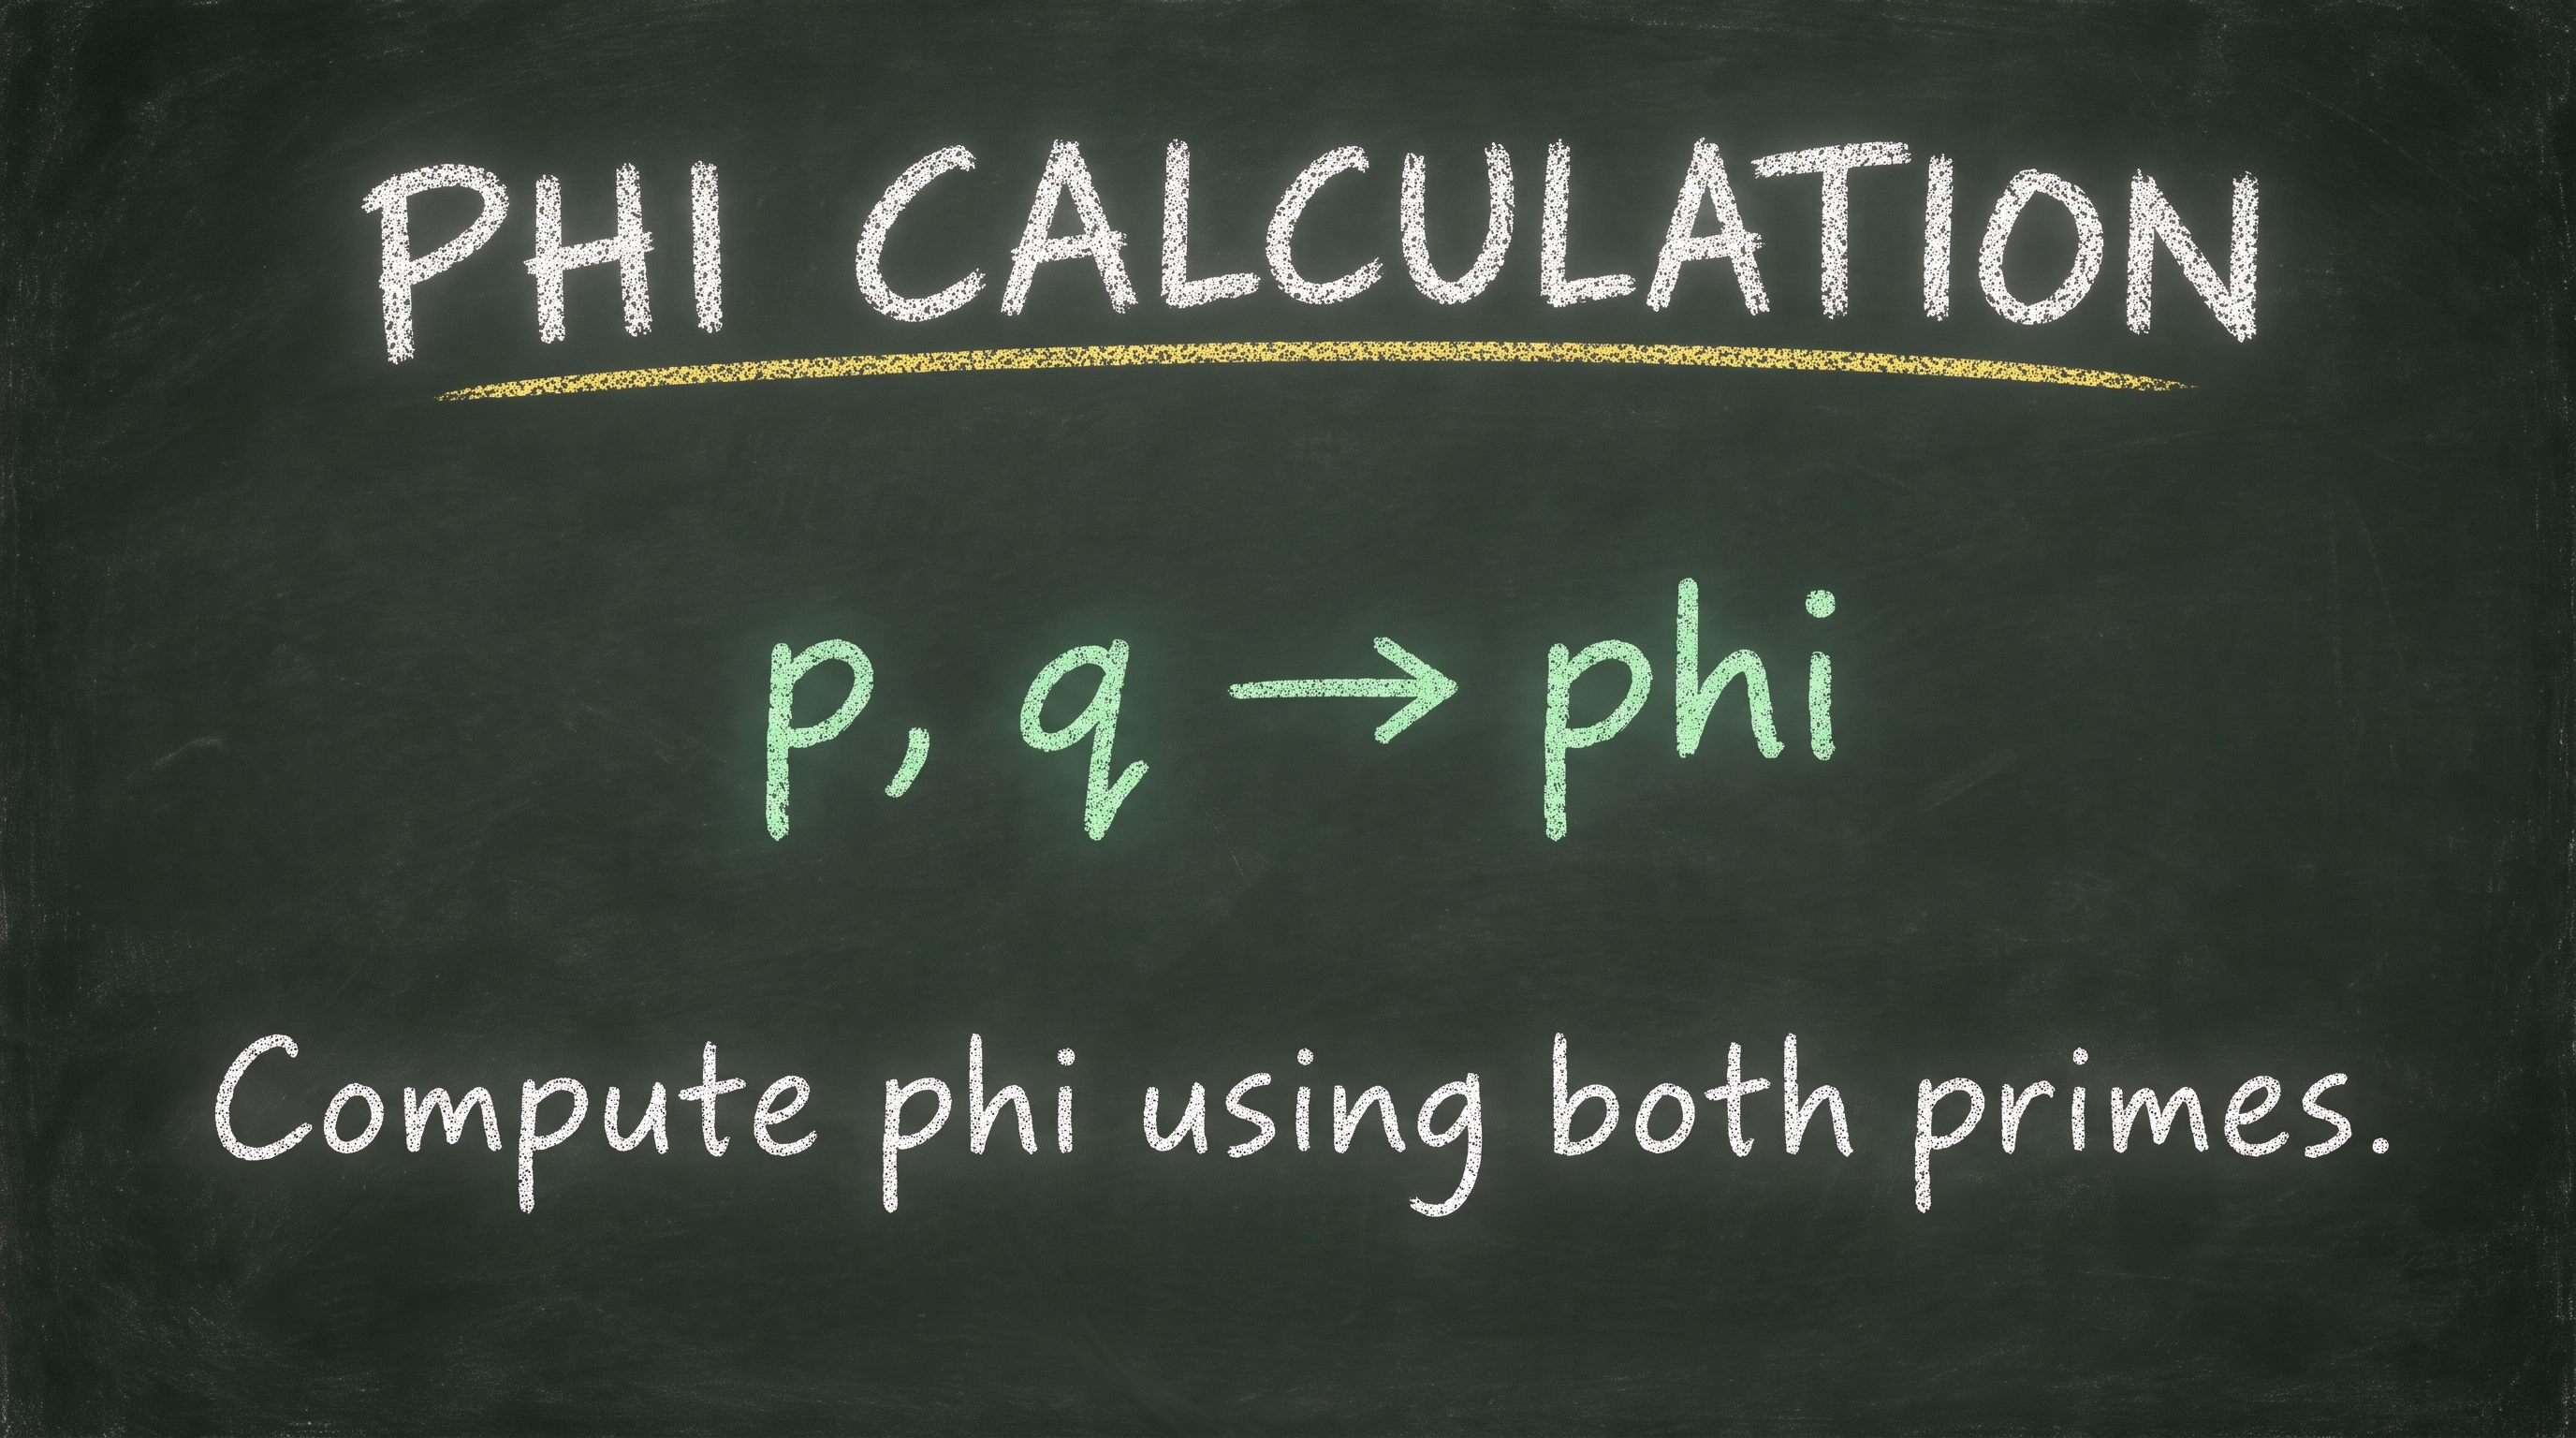 PHI CALCULATION
p, q → phi
Compute phi using both primes.